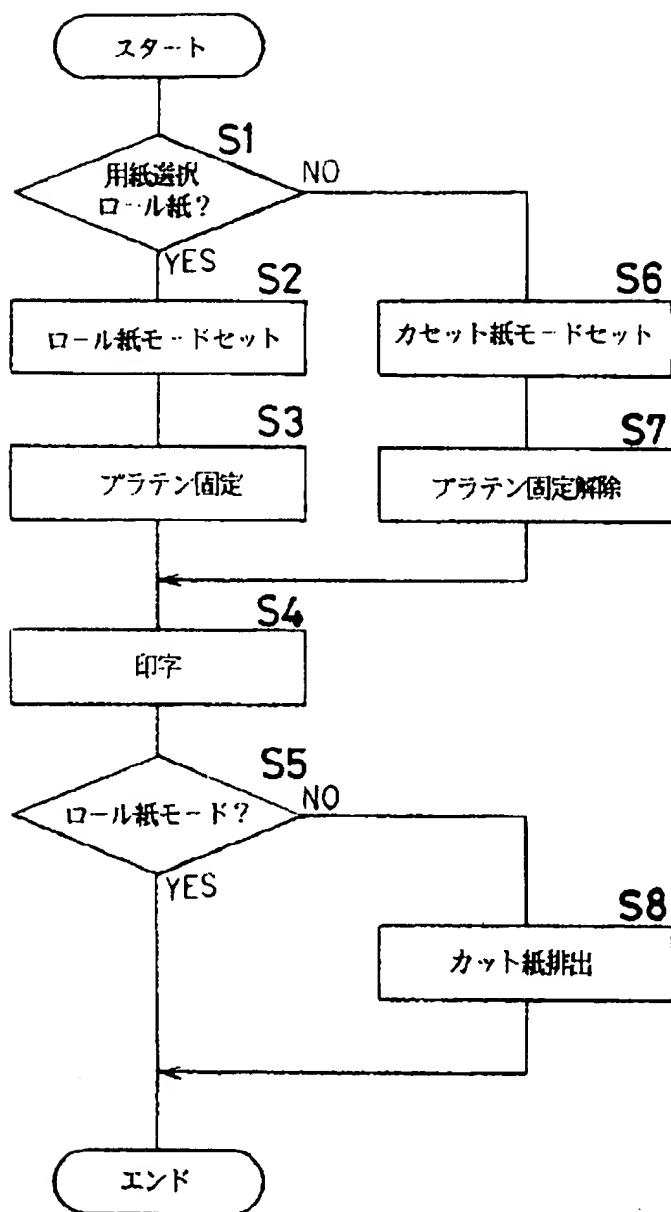 スタート
S1
用紙選択
ロール紙?
NO
YES
S2
ロール紙モードセット
S6
カセット紙モードセット
S3
プラテン固定
S7
プラテン固定解除
S4
印字
S5
ロール紙モード?
NO
YES
S8
カット紙排出
エンド